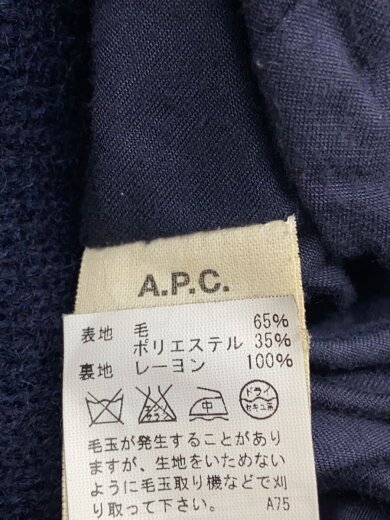 A.P.C.
表地 毛 65%
ポリエステル 35%
裏地 レーヨン 100%
中 ドライ
セキユ系
毛玉が発生することがあり
ますが、生地をいためない
ように毛玉取り機などで刈
り取って下さい。 A75